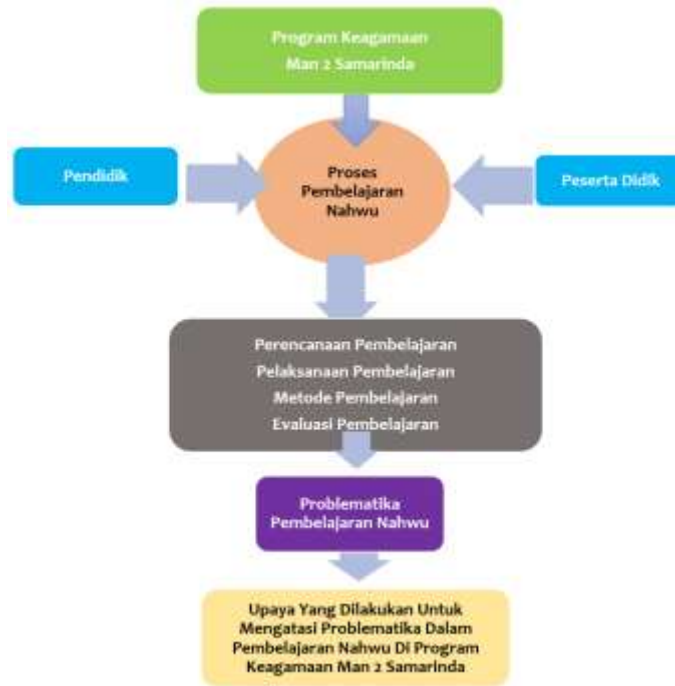 Program Keagamaan
Man 2 Samarinda
Pendidik
Proses
Pembelajaran
Nahwu
Peserta Didik
Perencanaan Pembelajaran
Pelaksanaan Pembelajaran
Metode Pembelajaran
Evaluasi Pembelajaran
Problematika
Pembelajaran Nahwu
Upaya Yang Dilakukan Untuk
Mengatasi Problematika Dalam
Pembelajaran Nahwu Di Program
Keagamaan Man 2 Samarinda